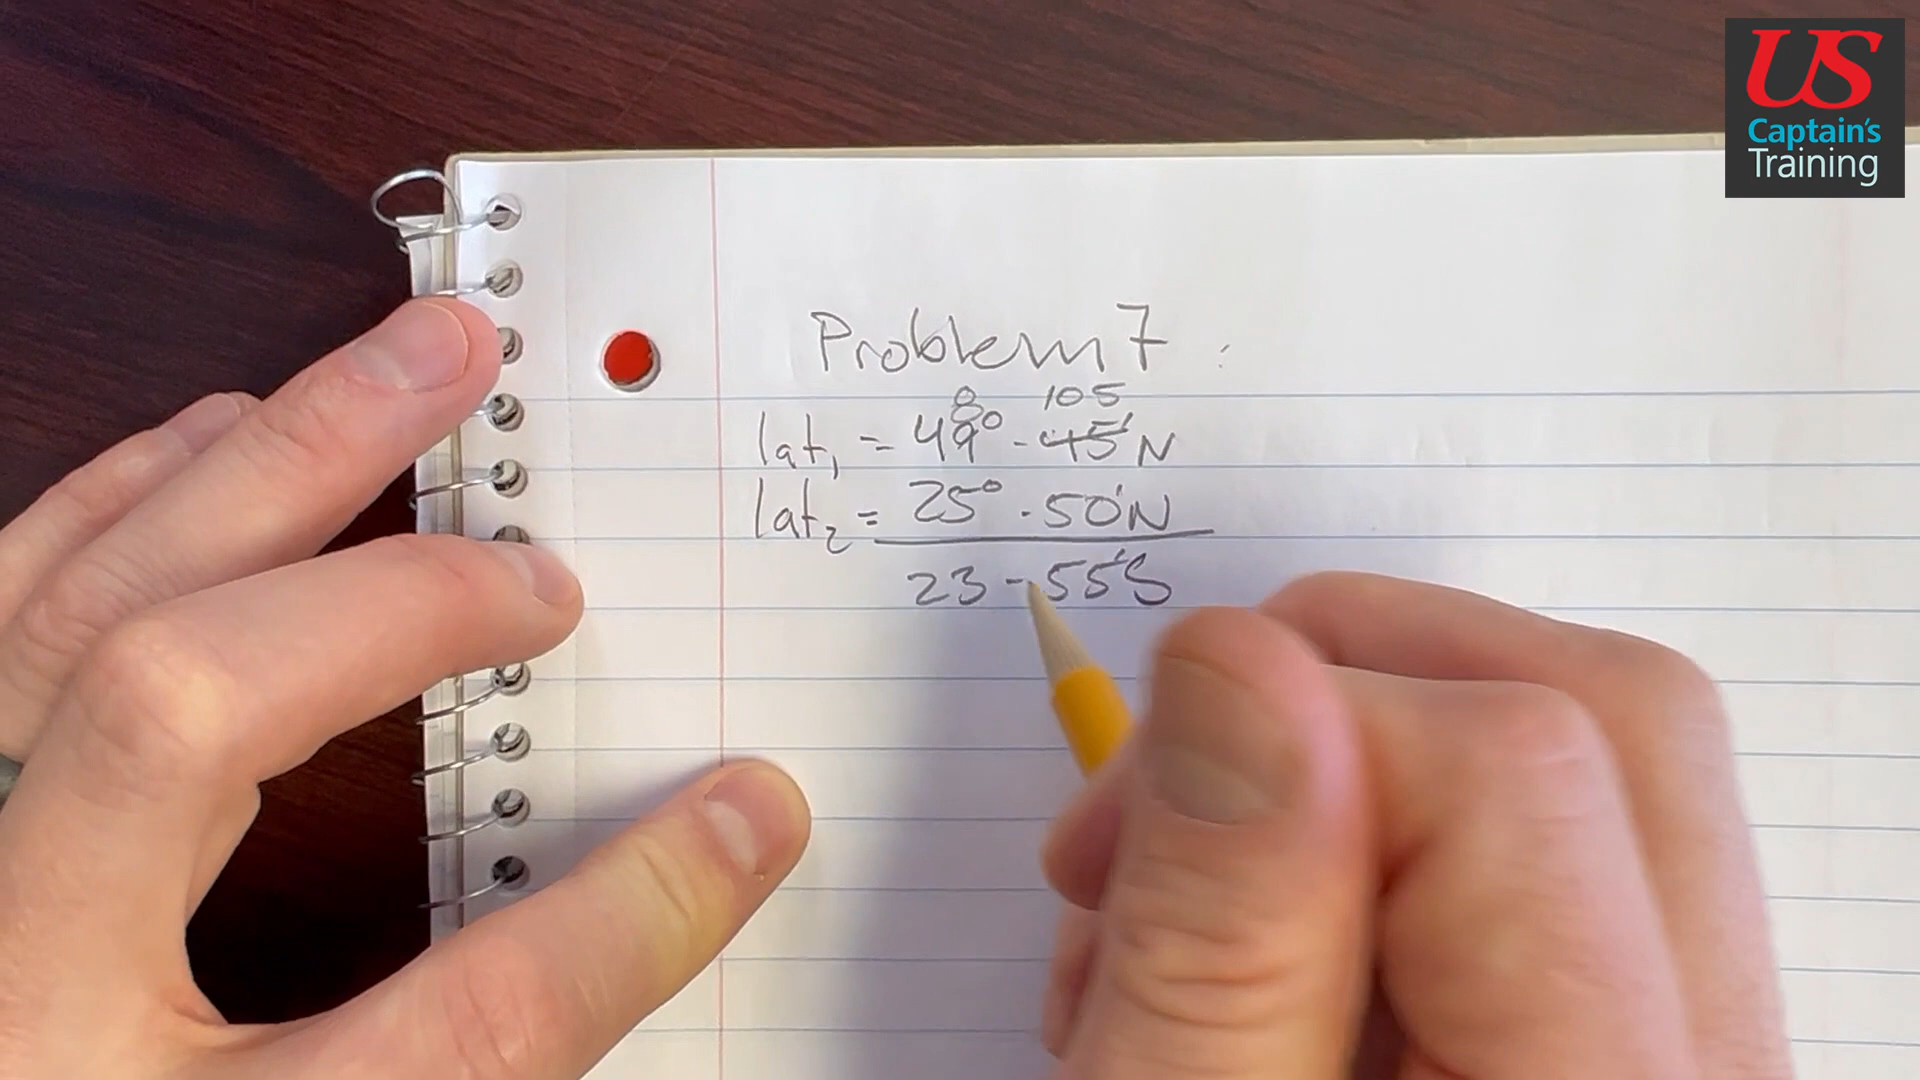 US
Captain's
Training
Problem 7 :
8 105
lat₁ = 49° - 45' N
lat₂ = 25° - 50' N
23 - 55' S